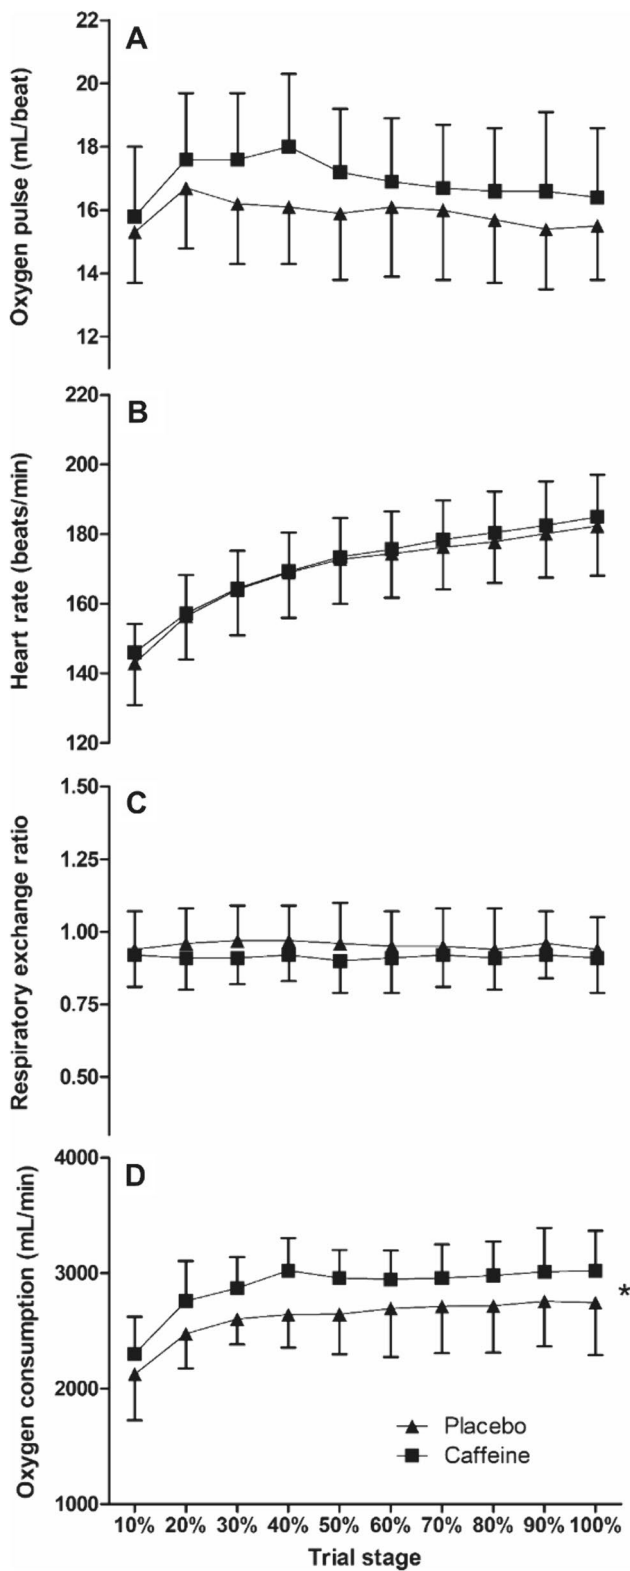 A
Oxygen pulse (mL/beat)
22
20
18
16
14
12
B
Heart rate (beats/min)
220
200
180
160
140
120
C
Respiratory exchange ratio
1.50
1.25
1.00
0.75
0.50
D
Oxygen consumption (mL/min)
4000
3000
2000
1000
*
Placebo
Caffeine
10% 20% 30% 40% 50% 60% 70% 80% 90% 100%
Trial stage